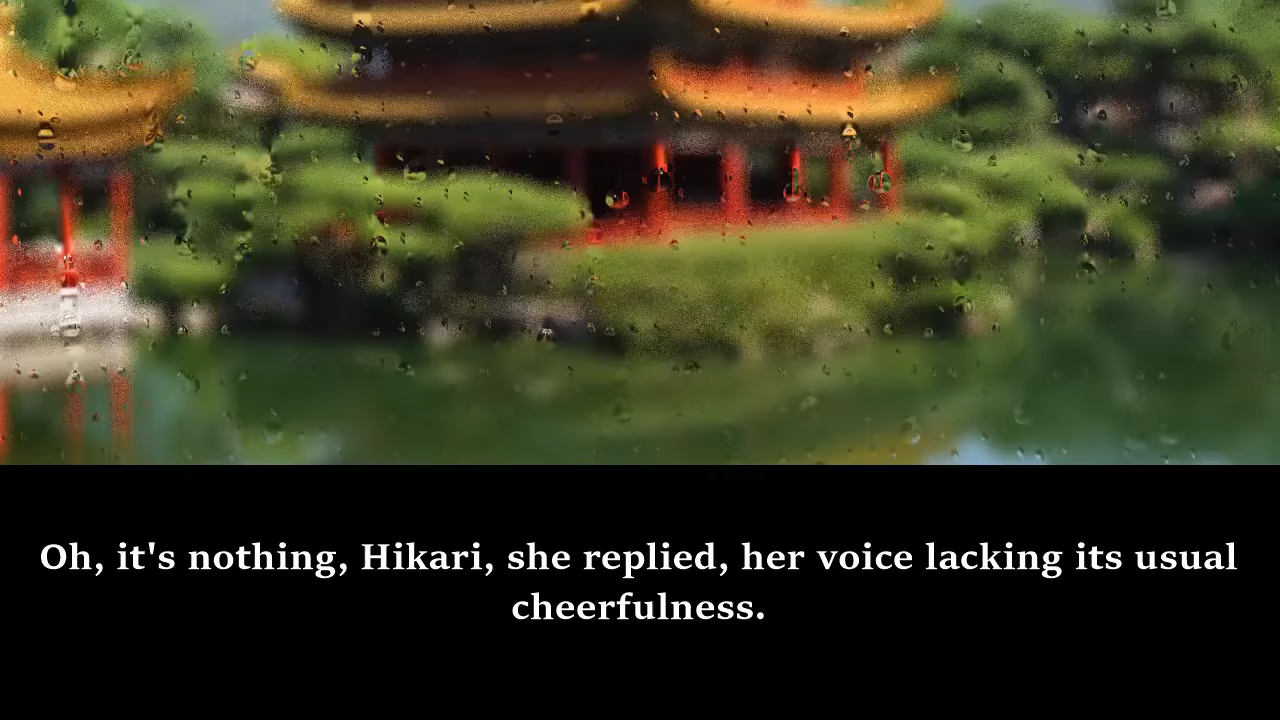 Oh, it's nothing, Hikari, she replied, her voice lacking its usual
cheerfulness.